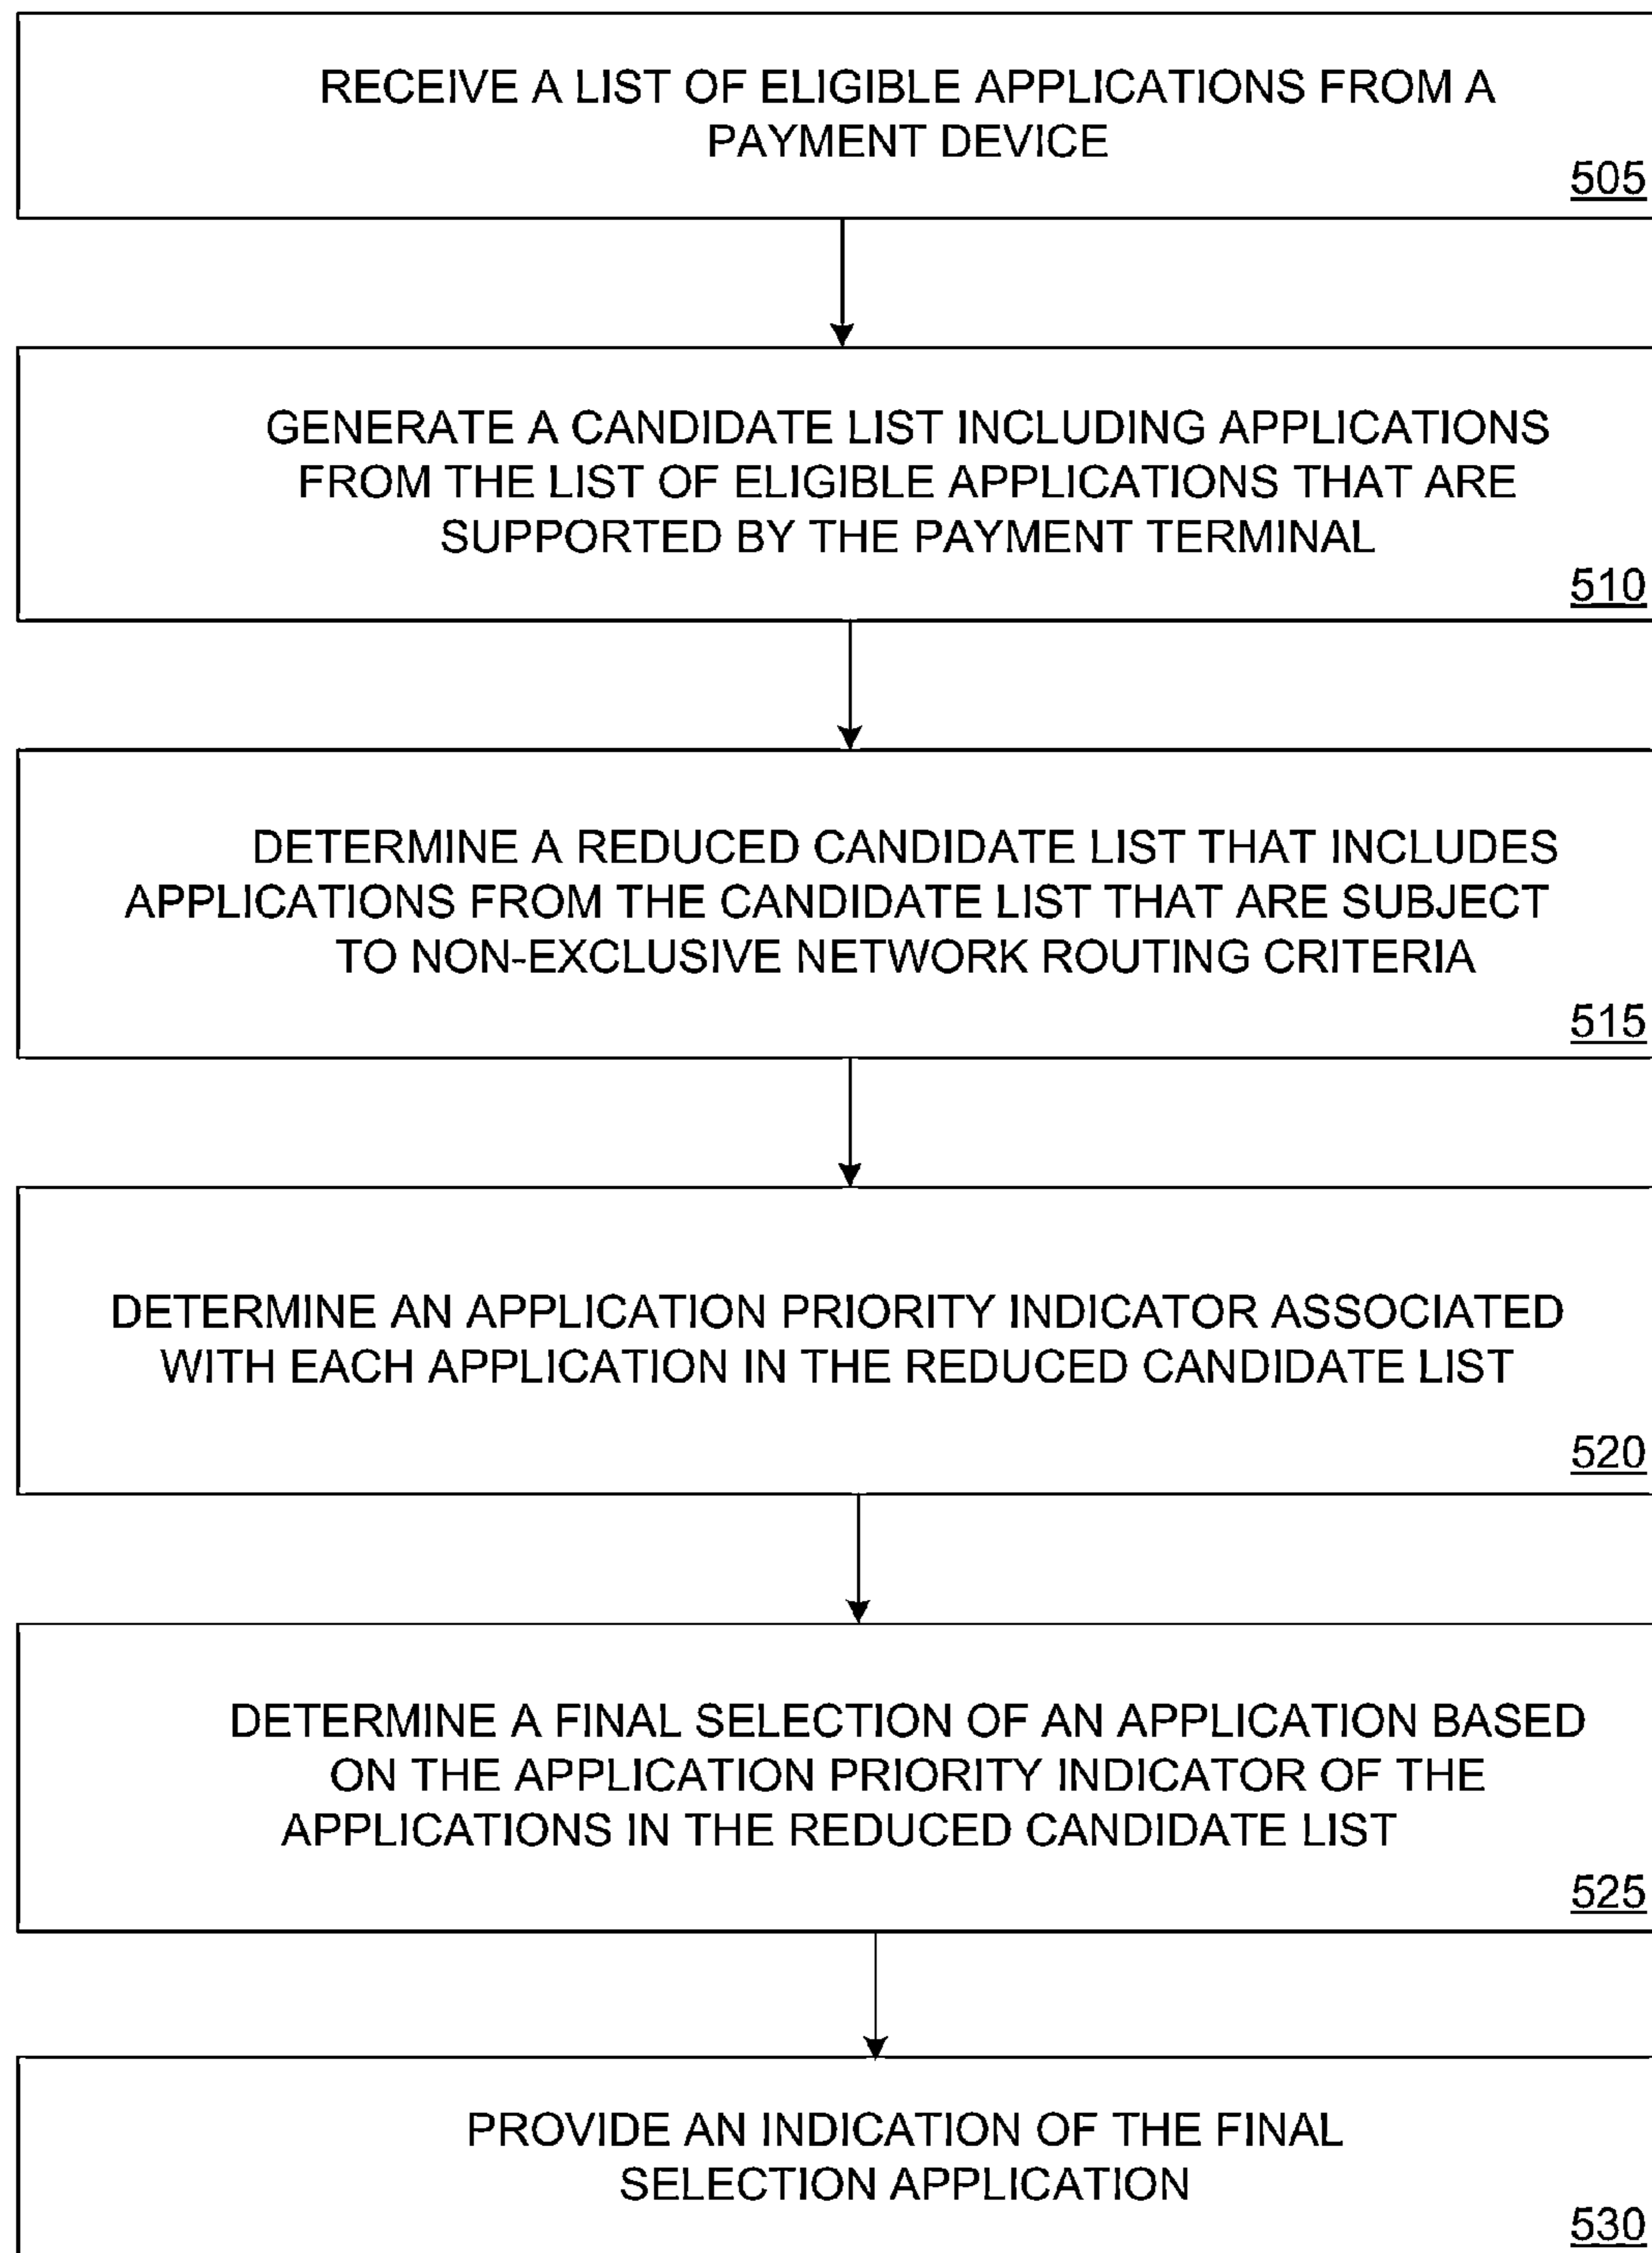 RECEIVE A LIST OF ELIGIBLE APPLICATIONS FROM A
PAYMENT DEVICE
505
GENERATE A CANDIDATE LIST INCLUDING APPLICATIONS
FROM THE LIST OF ELIGIBLE APPLICATIONS THAT ARE
SUPPORTED BY THE PAYMENT TERMINAL
510
DETERMINE A REDUCED CANDIDATE LIST THAT INCLUDES
APPLICATIONS FROM THE CANDIDATE LIST THAT ARE SUBJECT
TO NON-EXCLUSIVE NETWORK ROUTING CRITERIA
515
DETERMINE AN APPLICATION PRIORITY INDICATOR ASSOCIATED
WITH EACH APPLICATION IN THE REDUCED CANDIDATE LIST
520
DETERMINE A FINAL SELECTION OF AN APPLICATION BASED
ON THE APPLICATION PRIORITY INDICATOR OF THE
APPLICATIONS IN THE REDUCED CANDIDATE LIST
525
PROVIDE AN INDICATION OF THE FINAL
SELECTION APPLICATION
530